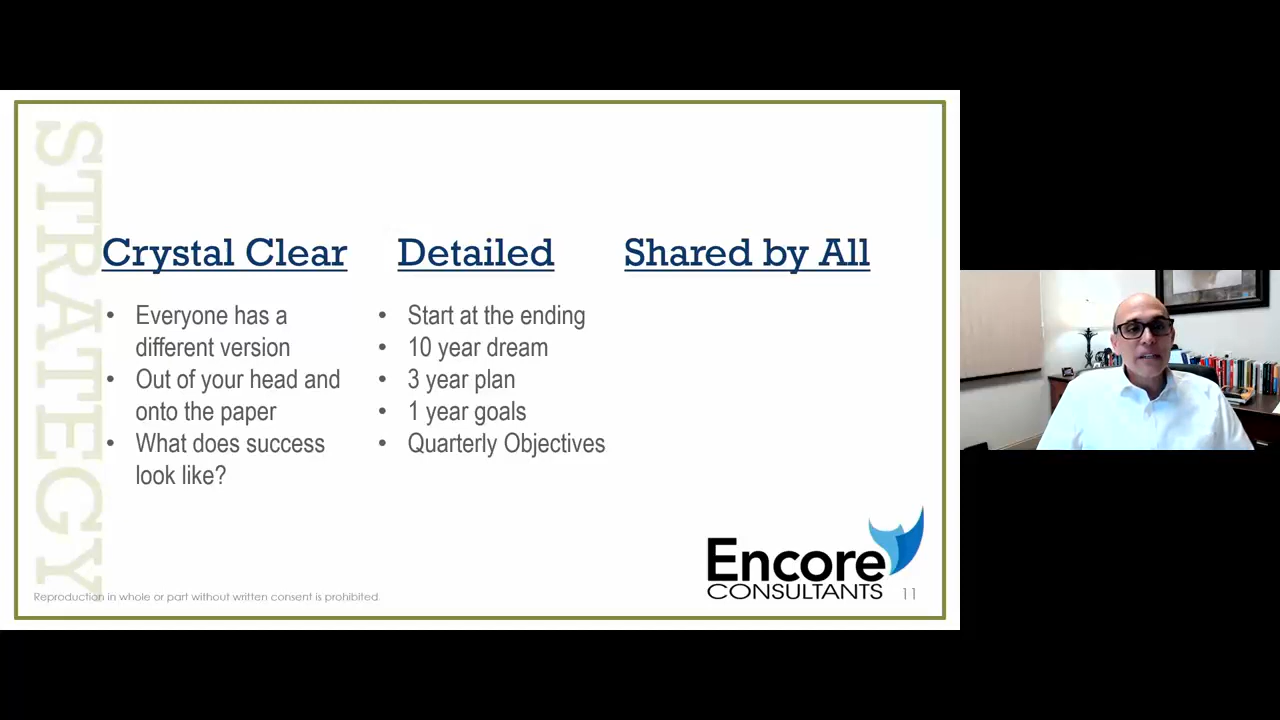 STRATEGY
Crystal Clear
• Everyone has a
different version
• Out of your head and
onto the paper
• What does success
look like?
Detailed
• Start at the ending
• 10 year dream
• 3 year plan
• 1 year goals
• Quarterly Objectives
Shared by All
Encore
CONSULTANTS
Reproduction in whole or part without written consent is prohibited.
11